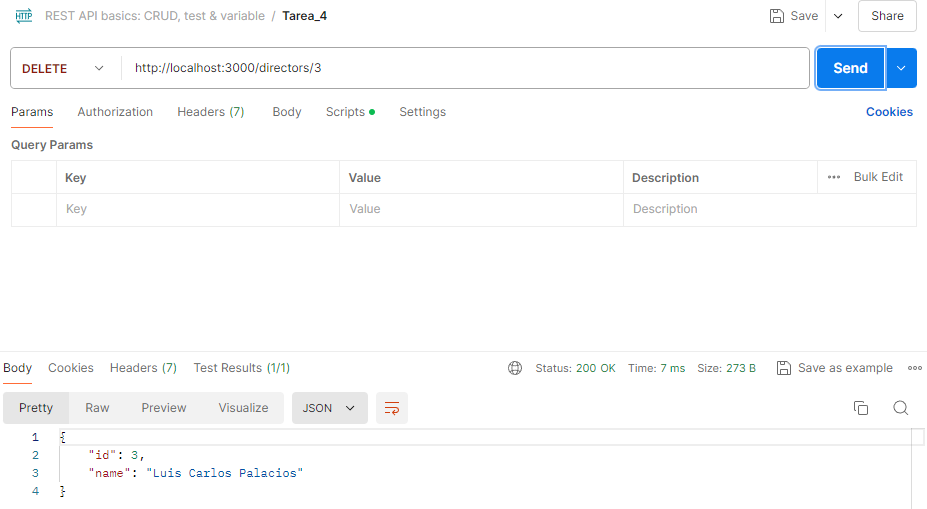 HTTP REST API basics: CRUD, test & variable / Tarea_4 Save Share
DELETE http://localhost:3000/directors/3 Send
Params Authorization Headers (7) Body Scripts Settings Cookies
Query Params
Key Value Description Bulk Edit
Key Value Description
Body Cookies Headers (7) Test Results (1/1) Status: 200 OK Time: 7 ms Size: 273 B Save as example
Pretty Raw Preview Visualize JSON
1 {
2 "id": 3,
3 "name": "Luis Carlos Palacios"
4 }